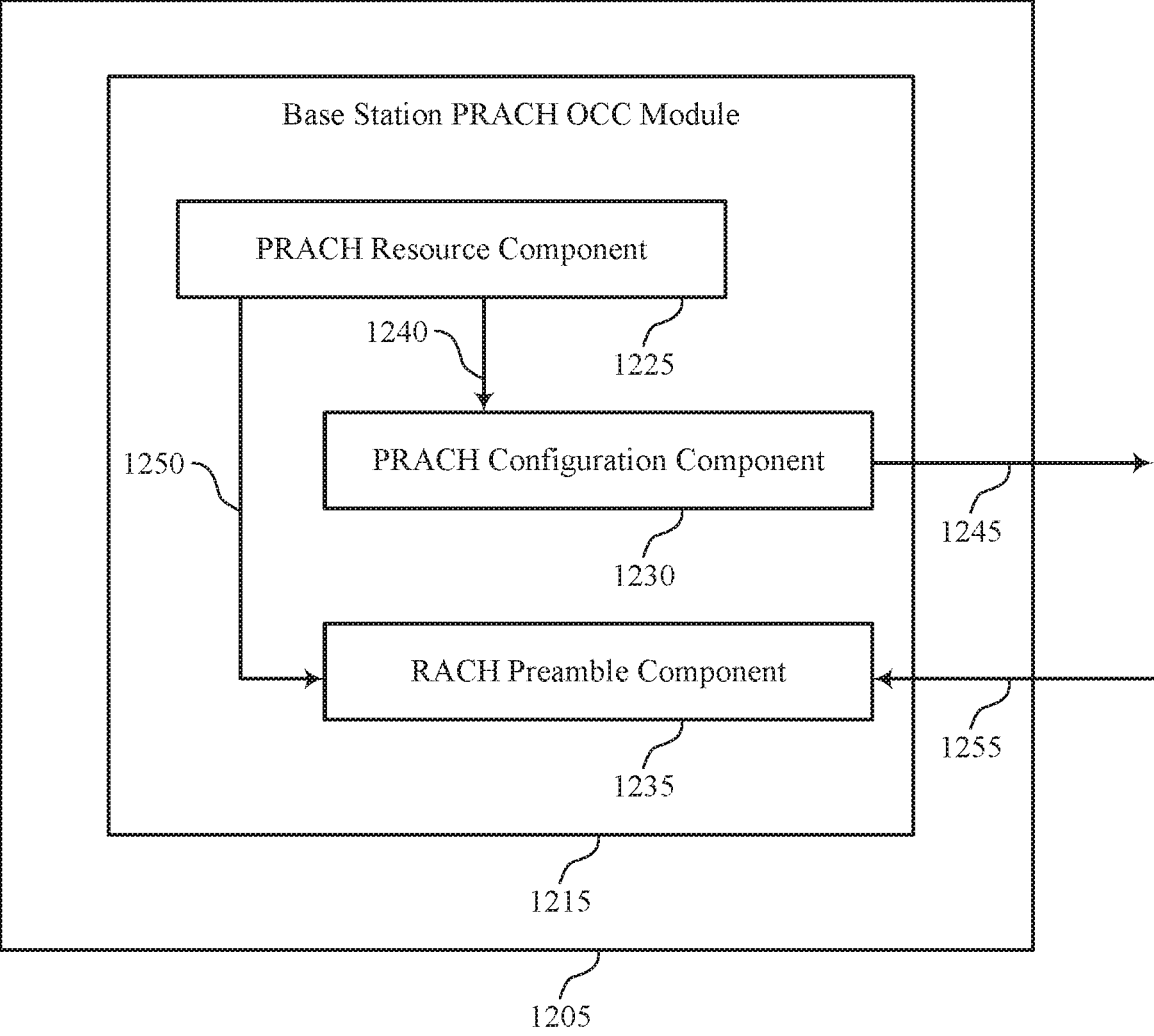 Base Station PRACH OCC Module
PRACH Resource Component
1240
1225
1250
PRACH Configuration Component
1245
1230
RACH Preamble Component
1255
1235
1215
1205